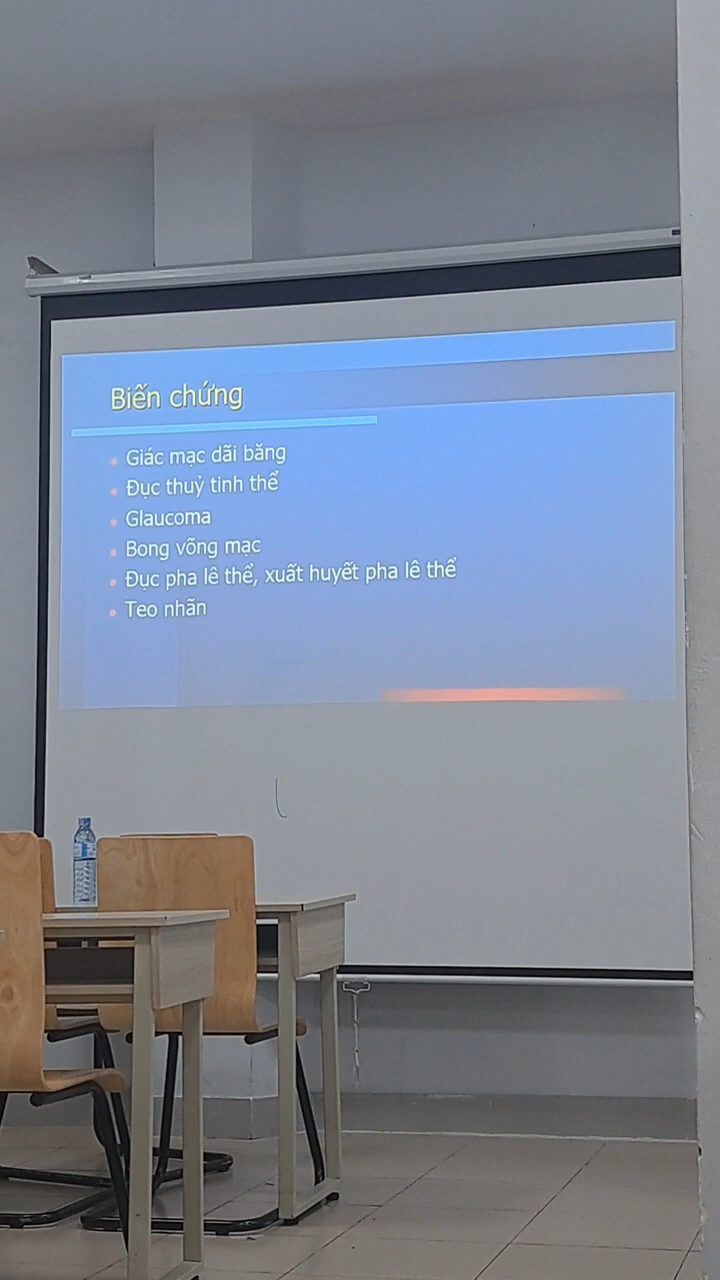 Biến chứng
Giác mạc dãi băng
Đục thuỷ tinh thể
Glaucoma
Bong võng mạc
Đục pha lê thể, xuất huyết pha lê thể
Teo nhãn